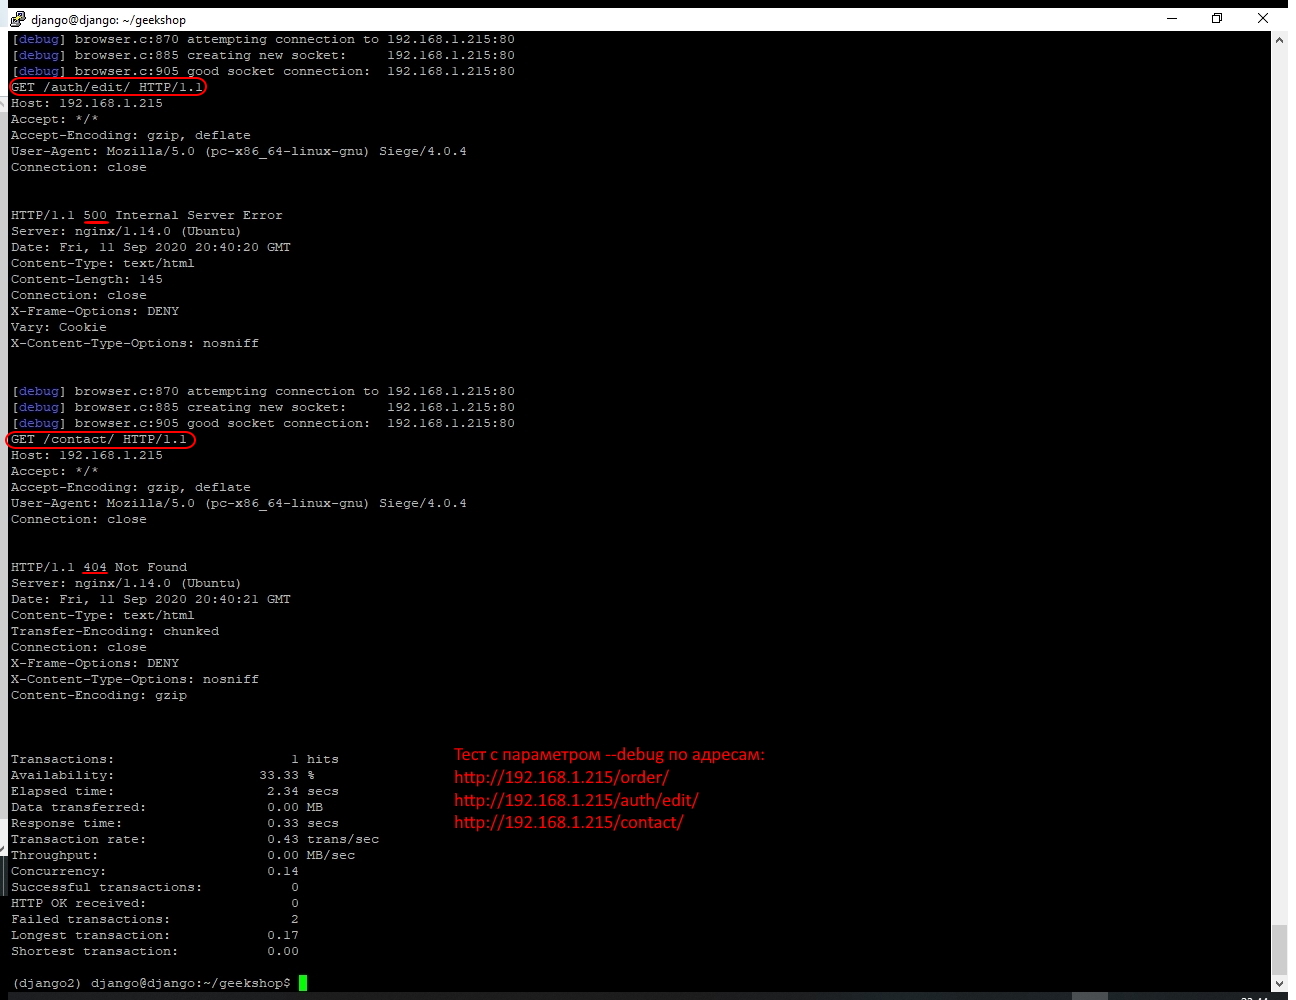 django@django: ~/geekshop
[debug] browser.c:870 attempting connection to 192.168.1.215:80
[debug] browser.c:885 creating new socket:     192.168.1.215:80
[debug] browser.c:905 good socket connection:  192.168.1.215:80
GET /auth/edit/ HTTP/1.1
Host: 192.168.1.215
Accept: */*
Accept-Encoding: gzip, deflate
User-Agent: Mozilla/5.0 (pc-x86_64-linux-gnu) Siege/4.0.4
Connection: close
HTTP/1.1 500 Internal Server Error
Server: nginx/1.14.0 (Ubuntu)
Date: Fri, 11 Sep 2020 20:40:20 GMT
Content-Type: text/html
Content-Length: 145
Connection: close
X-Frame-Options: DENY
Vary: Cookie
X-Content-Type-Options: nosniff
[debug] browser.c:870 attempting connection to 192.168.1.215:80
[debug] browser.c:885 creating new socket:     192.168.1.215:80
[debug] browser.c:905 good socket connection:  192.168.1.215:80
GET /contact/ HTTP/1.1
Host: 192.168.1.215
Accept: */*
Accept-Encoding: gzip, deflate
User-Agent: Mozilla/5.0 (pc-x86_64-linux-gnu) Siege/4.0.4
Connection: close
HTTP/1.1 404 Not Found
Server: nginx/1.14.0 (Ubuntu)
Date: Fri, 11 Sep 2020 20:40:21 GMT
Content-Type: text/html
Transfer-Encoding: chunked
Connection: close
X-Frame-Options: DENY
X-Content-Type-Options: nosniff
Content-Encoding: gzip
Transactions: 1 hits
Availability: 33.33 %
Elapsed time: 2.34 secs
Data transferred: 0.00 MB
Response time: 0.33 secs
Transaction rate: 0.43 trans/sec
Throughput: 0.00 MB/sec
Concurrency: 0.14
Successful transactions: 0
HTTP OK received: 0
Failed transactions: 2
Longest transaction: 0.17
Shortest transaction: 0.00
Тест с параметром --debug по адресам:
http://192.168.1.215/order/
http://192.168.1.215/auth/edit/
http://192.168.1.215/contact/
(django2) django@django:~/geekshop$